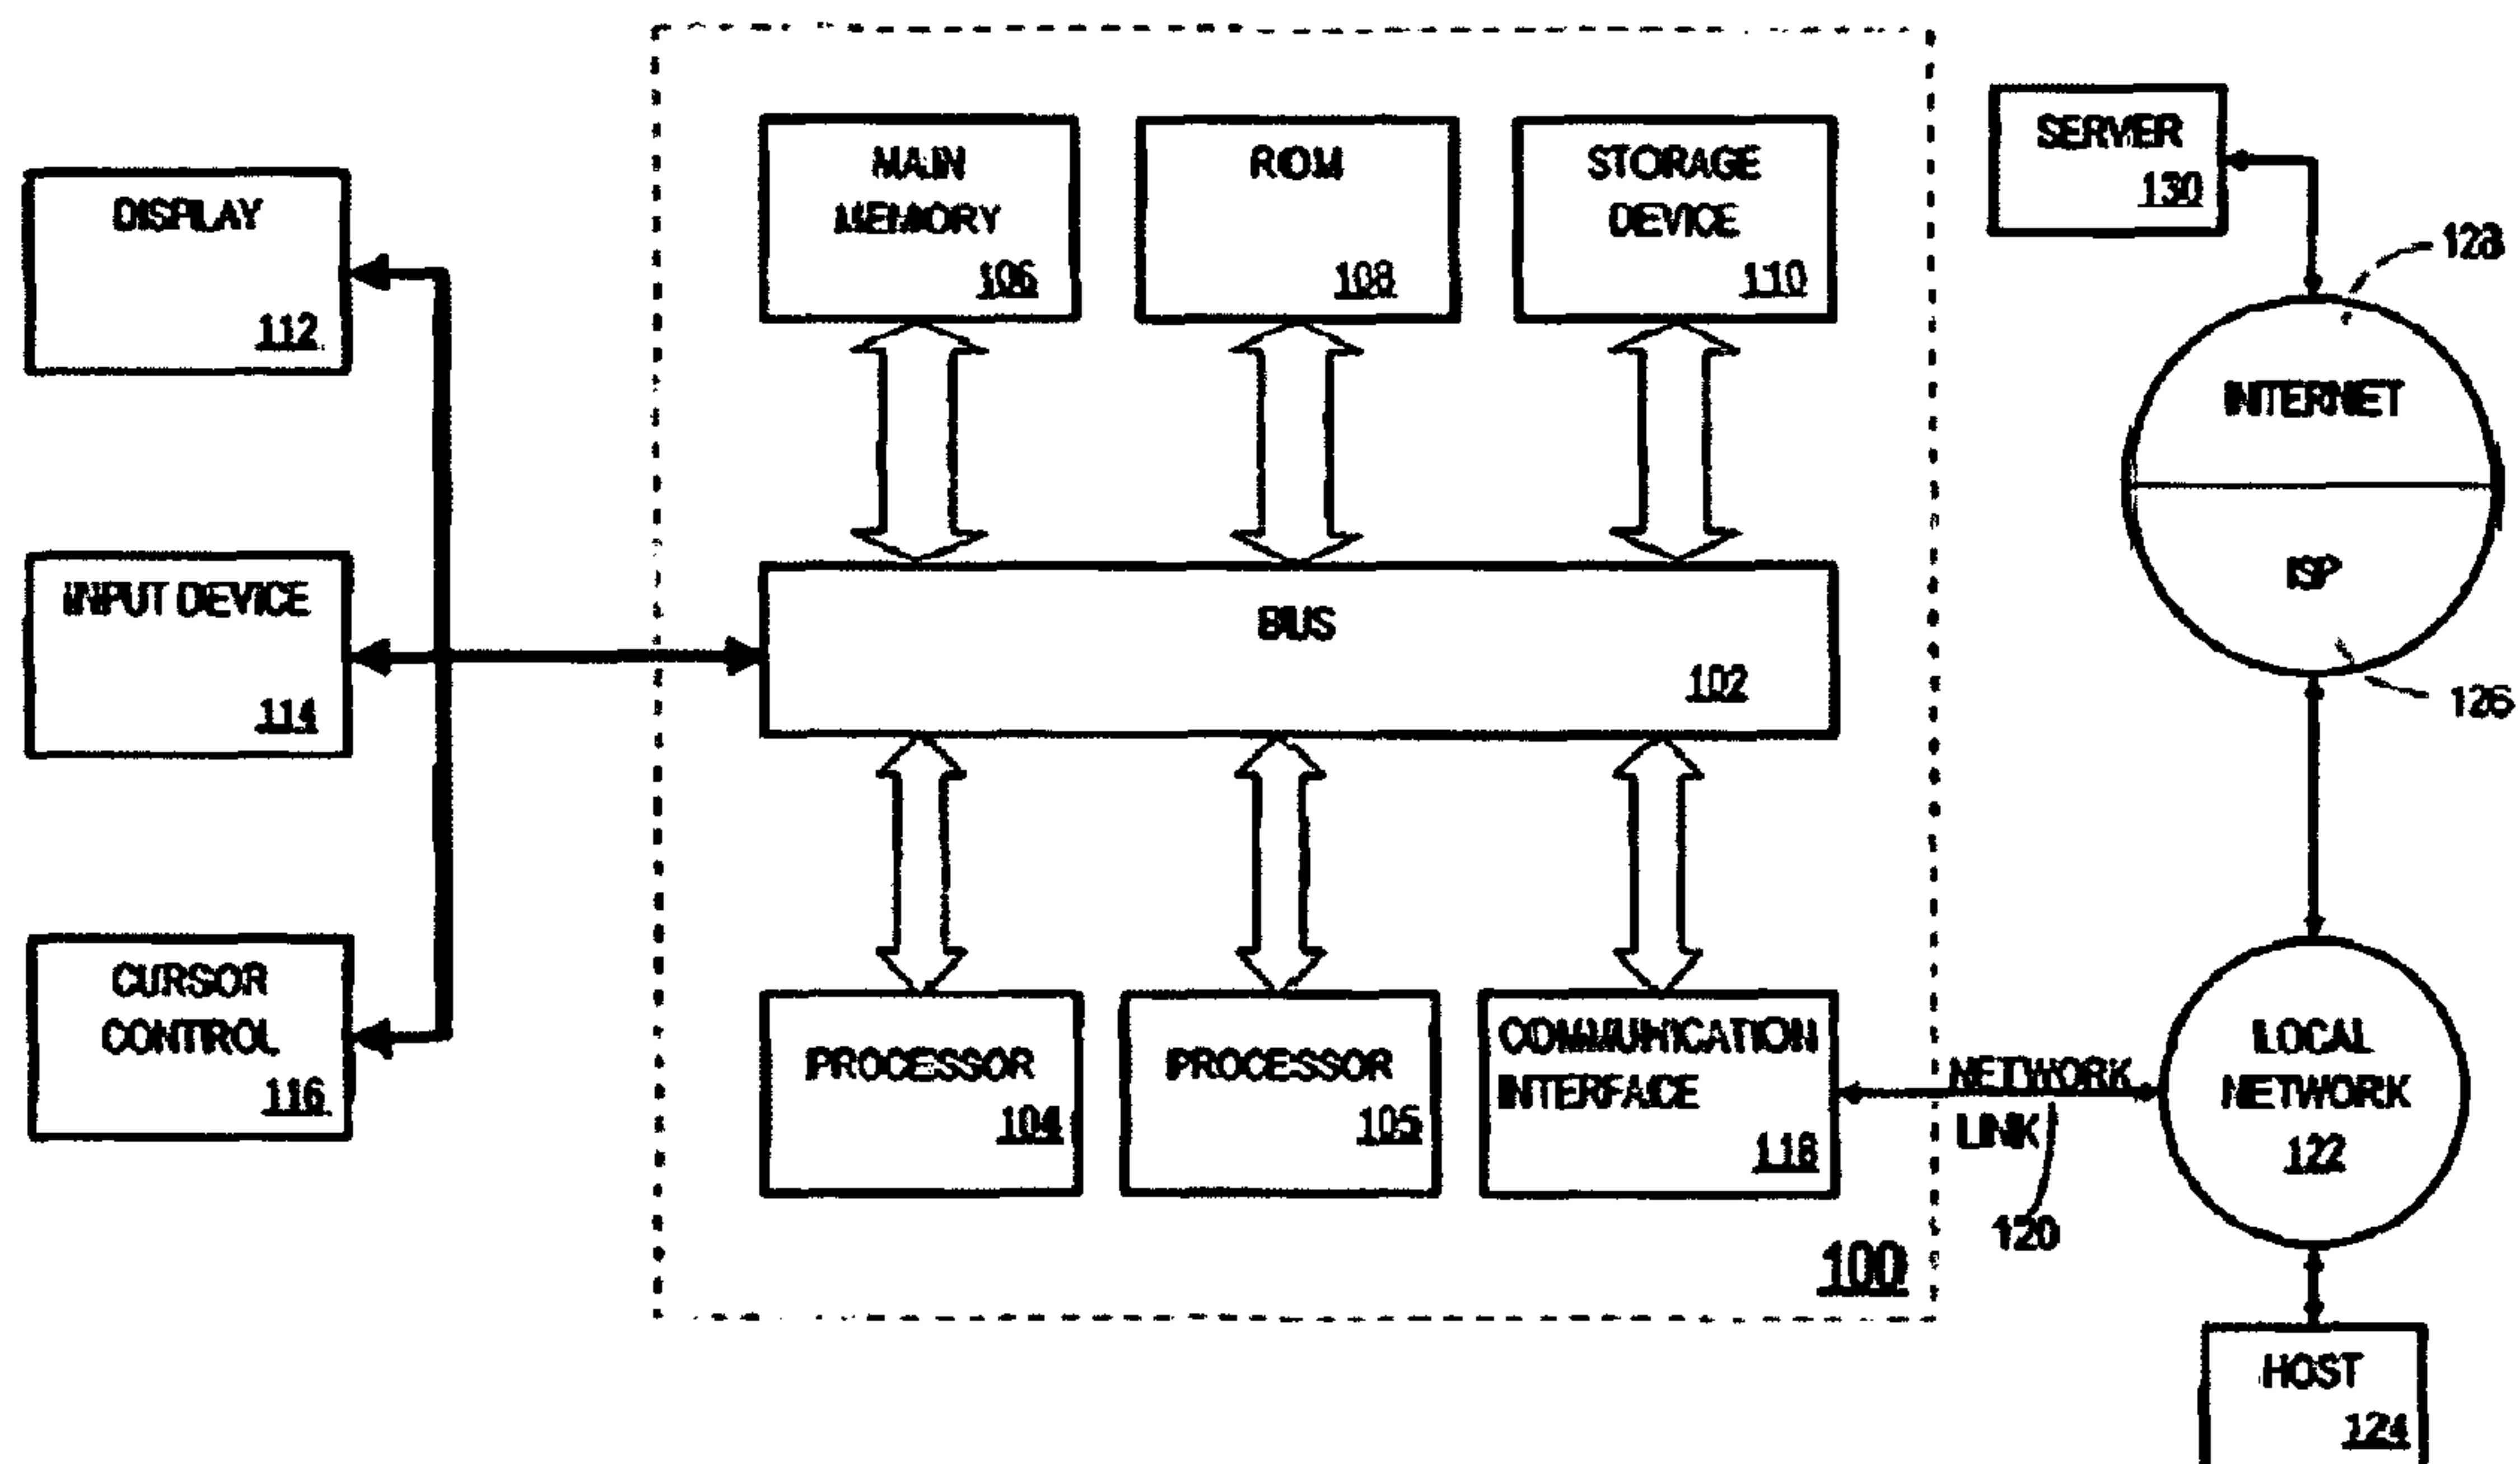 DISPLAY
112
INPUT DEVICE
114
CURSOR
CONTROL
116
MAIN
MEMORY
106
ROM
108
STORAGE
DEVICE
110
BUS
102
PROCESSOR
104
PROCESSOR
105
COMMUNICATION
INTERFACE
118
100
SERVER
130
128
INTERNET
ISP
126
NETWORK
LINK
120
LOCAL
NETWORK
122
HOST
124